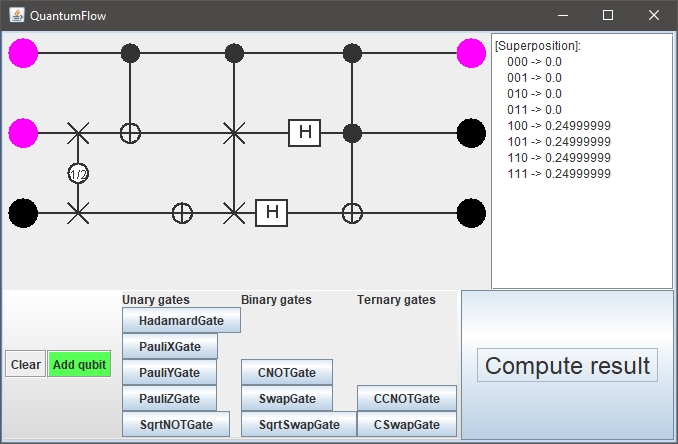 QuantumFlow
[Superposition]:
000 -> 0.0
001 -> 0.0
010 -> 0.0
011 -> 0.0
100 -> 0.24999999
101 -> 0.24999999
110 -> 0.24999999
111 -> 0.24999999
H
1/2
H
Unary gates Binary gates Ternary gates
HadamardGate
PauliXGate
Clear Add qubit PauliYGate CNOTGate Compute result
PauliZGate SwapGate CCNOTGate
SqrtNOTGate SqrtSwapGate CSwapGate